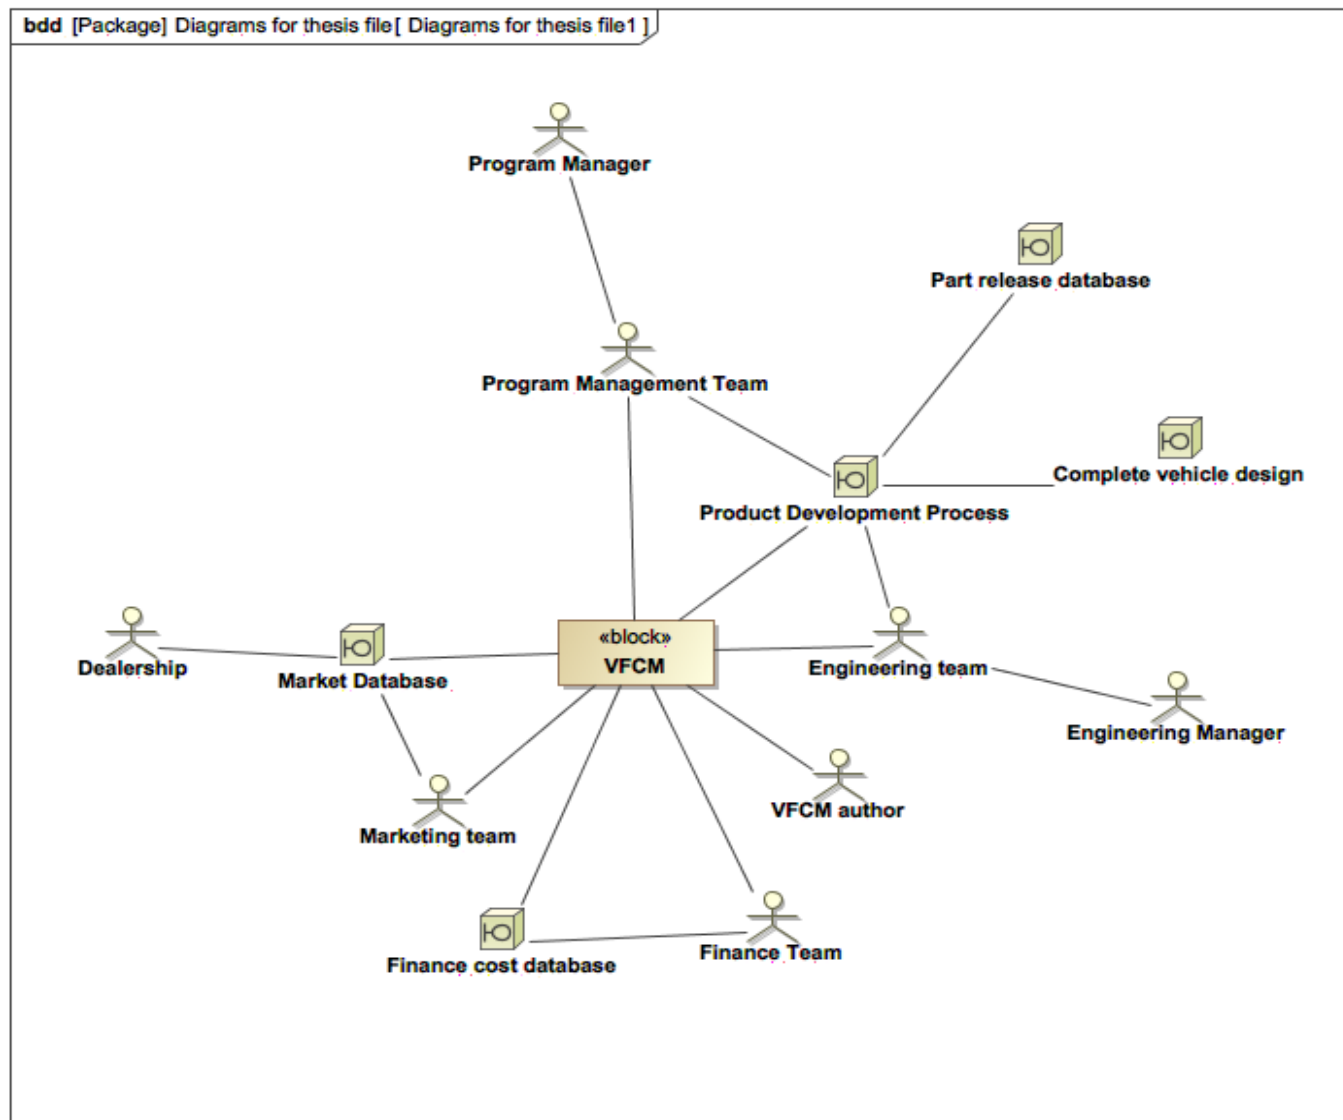 bdd [Package] Diagrams for thesis file[ Diagrams for thesis file1 ]
Program Manager
Part release database
Program Management Team
Complete vehicle design
Product Development Process
«block»
VFCM
Dealership
Market Database
Engineering team
Engineering Manager
VFCM author
Marketing team
Finance Team
Finance cost database